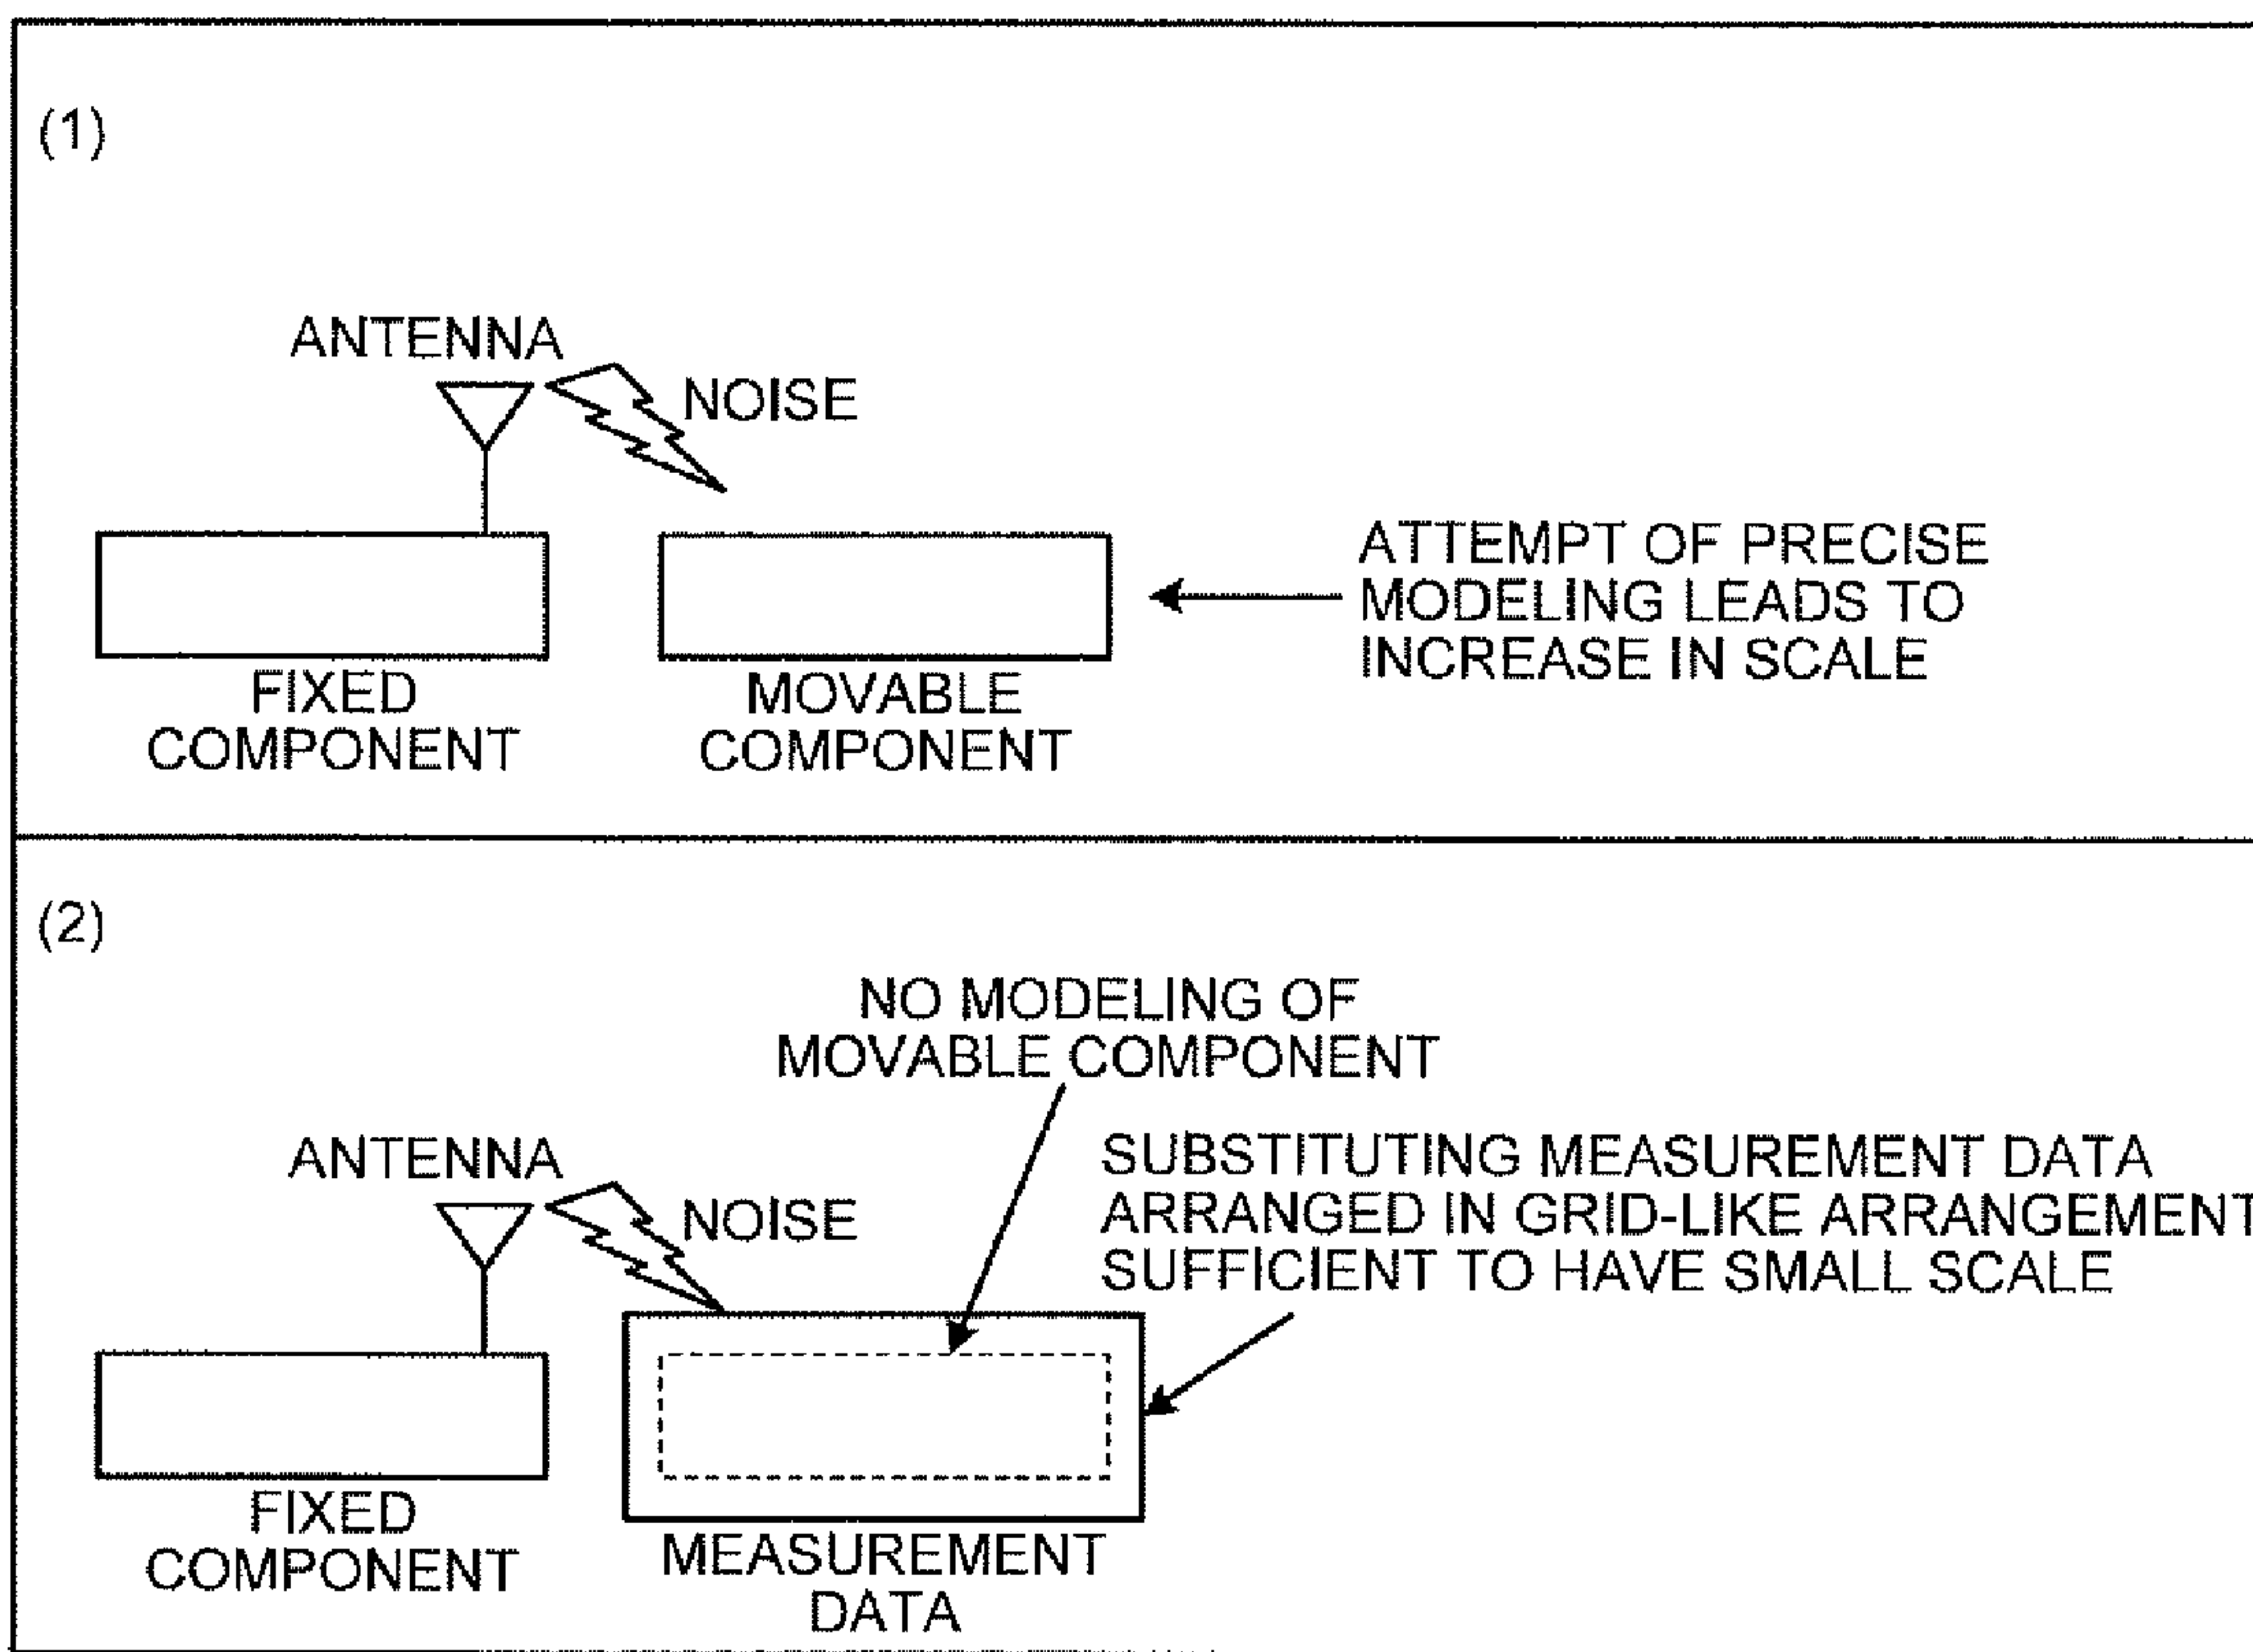 (1)
ANTENNA
NOISE
ATTEMPT OF PRECISE
MODELING LEADS TO
INCREASE IN SCALE
FIXED
COMPONENT
MOVABLE
COMPONENT
(2)
NO MODELING OF
MOVABLE COMPONENT
ANTENNA
NOISE
SUBSTITUTING MEASUREMENT DATA
ARRANGED IN GRID-LIKE ARRANGEMENT
SUFFICIENT TO HAVE SMALL SCALE
FIXED
COMPONENT
MEASUREMENT
DATA